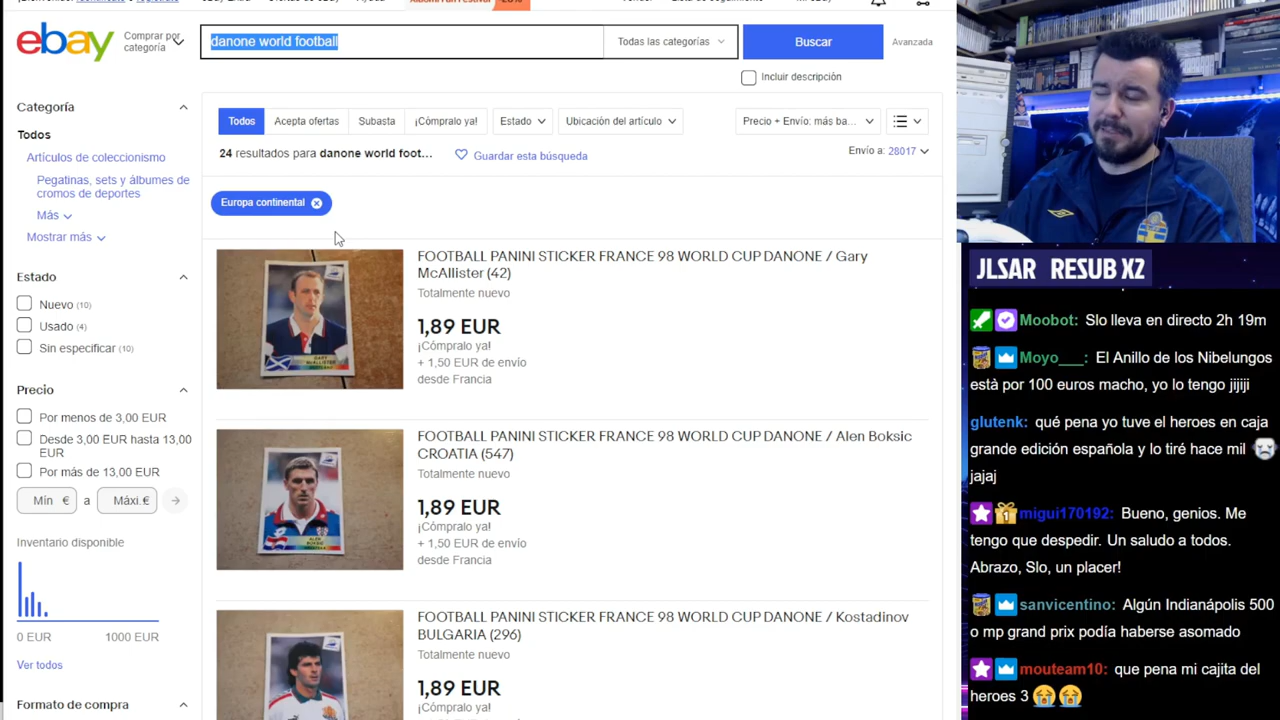 ebay
Comprar por
categoría
danone world football
Todas las categorías
Buscar
Avanzada
Incluir descripción
Categoría
Todos
Artículos de coleccionismo
Pegatinas, sets y álbumes de
cromos de deportes
Más
Mostrar más
Estado
Nuevo (10)
Usado (4)
Sin especificar (10)
Precio
Por menos de 3,00 EUR
Desde 3,00 EUR hasta 13,00
EUR
Por más de 13,00 EUR
Mín €
a
Máxi.€
Inventario disponible
0 EUR
1000 EUR
Ver todos
Formato de compra
Todos
Acepta ofertas
Subasta
¡Cómpralo ya!
Estado
Ubicación del artículo
Precio + Envío: más ba...
24 resultados para danone world foot...
Guardar esta búsqueda
Envío a: 28017
Europa continental
FOOTBALL PANINI STICKER FRANCE 98 WORLD CUP DANONE / Gary
McAllister (42)
Totalmente nuevo
1,89 EUR
¡Cómpralo ya!
+ 1,50 EUR de envío
desde Francia
FOOTBALL PANINI STICKER FRANCE 98 WORLD CUP DANONE / Alen Boksic
CROATIA (547)
Totalmente nuevo
1,89 EUR
¡Cómpralo ya!
+ 1,50 EUR de envío
desde Francia
FOOTBALL PANINI STICKER FRANCE 98 WORLD CUP DANONE / Kostadinov
BULGARIA (296)
Totalmente nuevo
1,89 EUR
JLSAR RESUB X2
Moobot: Slo lleva en directo 2h 19m
Moyo___: El Anillo de los Nibelungos
està por 100 euros macho, yo lo tengo jijiji
glutenk: qué pena yo tuve el heroes en caja
grande edición española y lo tiré hace mil
jajaj
migui170192: Bueno, genios. Me
tengo que despedir. Un saludo a todos.
Abrazo, Slo, un placer!
sanvicentino: Algún Indianápolis 500
o mp grand prix podía haberse asomado
mouteam10: que pena mi cajita del
heroes 3